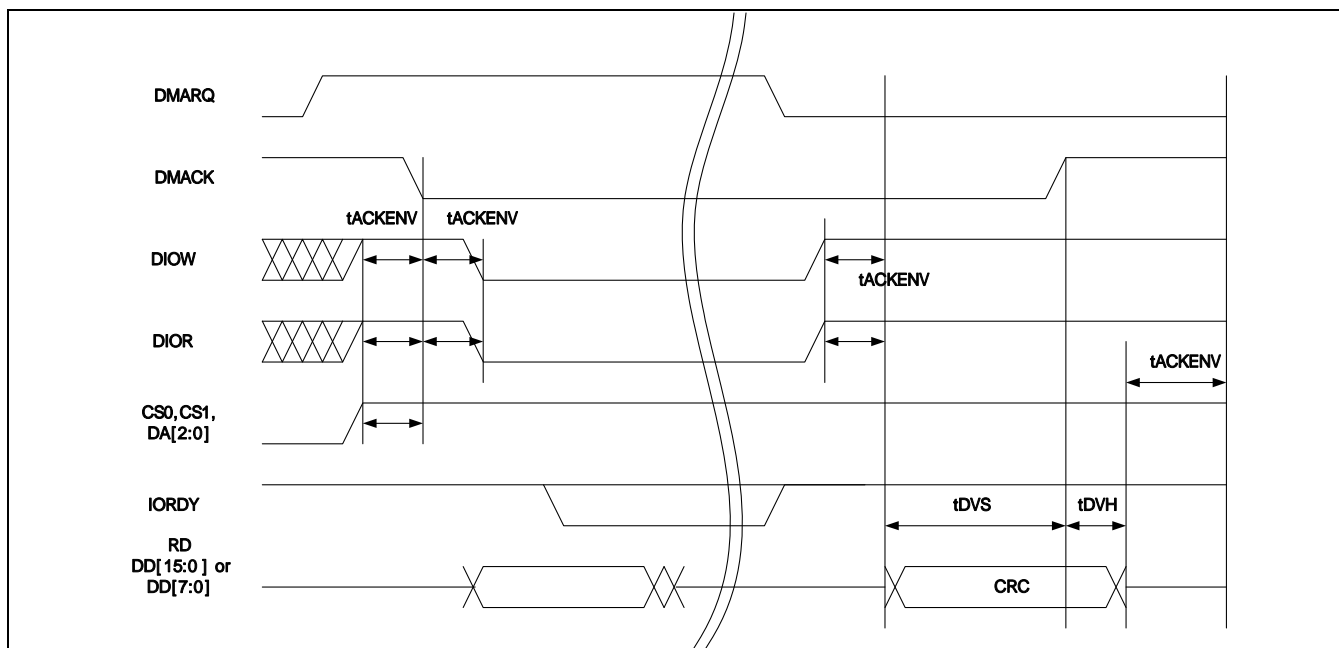 DMARQ
DMACK
tACKENV
tACKENV
DIOW
tACKENV
DIOR
tACKENV
CS0, CS1,
DA[2:0]
IORDY
tDVS
tDVH
RD
DD[15:0] or
DD[7:0]
CRC